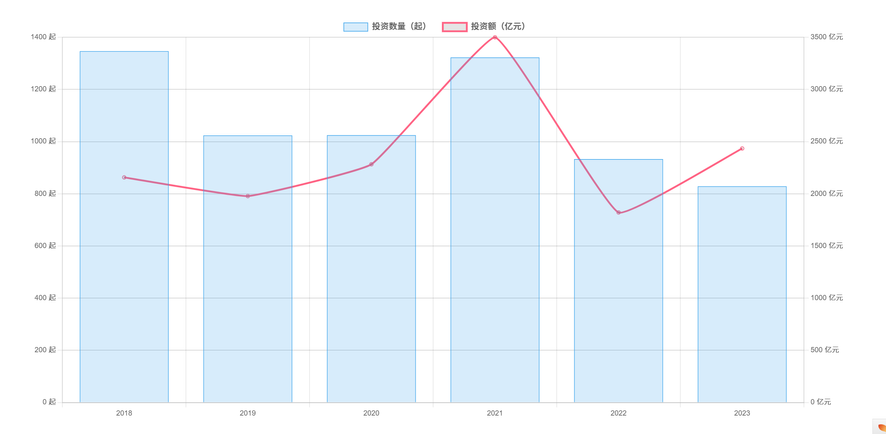 投资数量（起） 投资额（亿元）
1400 起 3500 亿元
1200 起 3000 亿元
1000 起 2500 亿元
800 起 2000 亿元
600 起 1500 亿元
400 起 1000 亿元
200 起 500 亿元
0 起 0 亿元
2018 2019 2020 2021 2022 2023